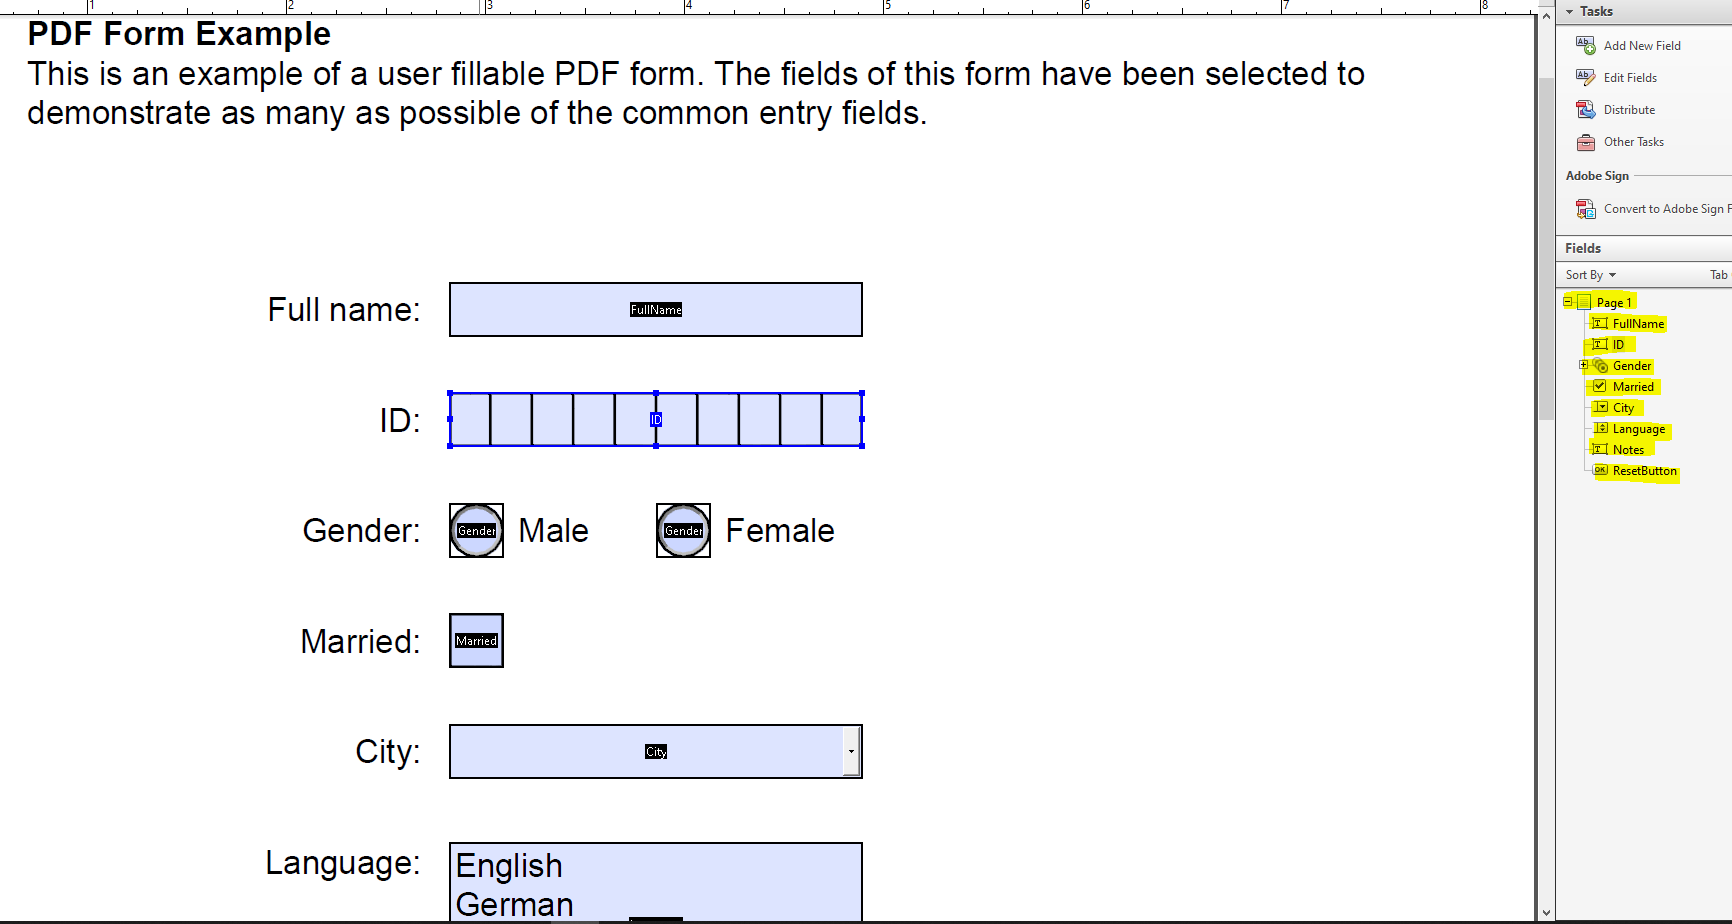 1 2 3 4 5 6 7 8
PDF Form Example
This is an example of a user fillable PDF form. The fields of this form have been selected to
demonstrate as many as possible of the common entry fields.
Full name: FullName
ID: ID
Gender: Gender Male Gender Female
Married: Married
City: City
Language: English
German
Tasks
Add New Field
Edit Fields
Distribute
Other Tasks
Adobe Sign
Convert to Adobe Sign F
Fields
Sort By Tab
Page 1
FullName
ID
Gender
Married
City
Language
Notes
OK ResetButton